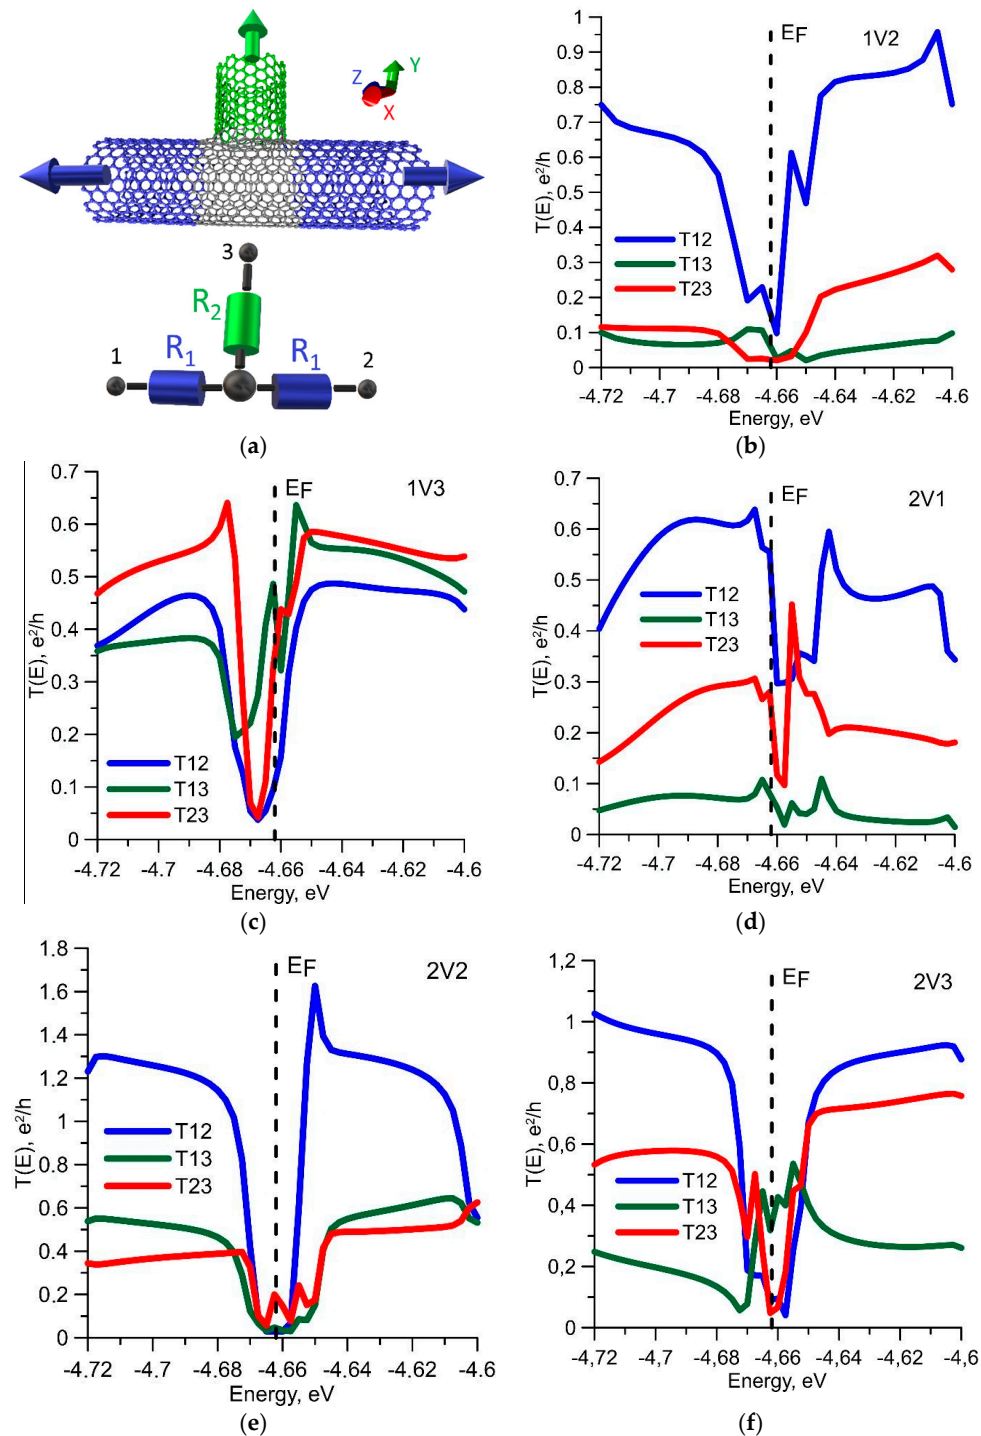 Y
Z
X
3
R2
1
R1
R1
2
(a)
1
0.9
0.8
0.7
0.6
0.5
0.4
0.3
0.2
0.1
0
T(E), e²/h
EF
1V2
T12
T13
T23
-4.72 -4.7 -4.68 -4.66 -4.64 -4.62 -4.6
Energy, eV
(b)
0.7
0.6
0.5
0.4
0.3
0.2
0.1
0
T(E), e²/h
EF
1V3
T12
T13
T23
-4.72 -4.7 -4.68 -4.66 -4.64 -4.62 -4.6
Energy, eV
(c)
0.7
0.6
0.5
0.4
0.3
0.2
0.1
0
T(E), e²/h
EF
2V1
T12
T13
T23
-4.72 -4.7 -4.68 -4.66 -4.64 -4.62 -4.6
Energy, eV
(d)
1.8
1.6
1.4
1.2
1
0.8
0.6
0.4
0.2
0
T(E), e²/h
EF
2V2
T12
T13
T23
-4.72 -4.7 -4.68 -4.66 -4.64 -4.62 -4.6
Energy, eV
(e)
1,2
1
0,8
0,6
0,4
0,2
0
T(E), e²/h
EF
2V3
T12
T13
T23
-4,72 -4,7 -4,68 -4,66 -4,64 -4,62 -4,6
Energy, eV
(f)